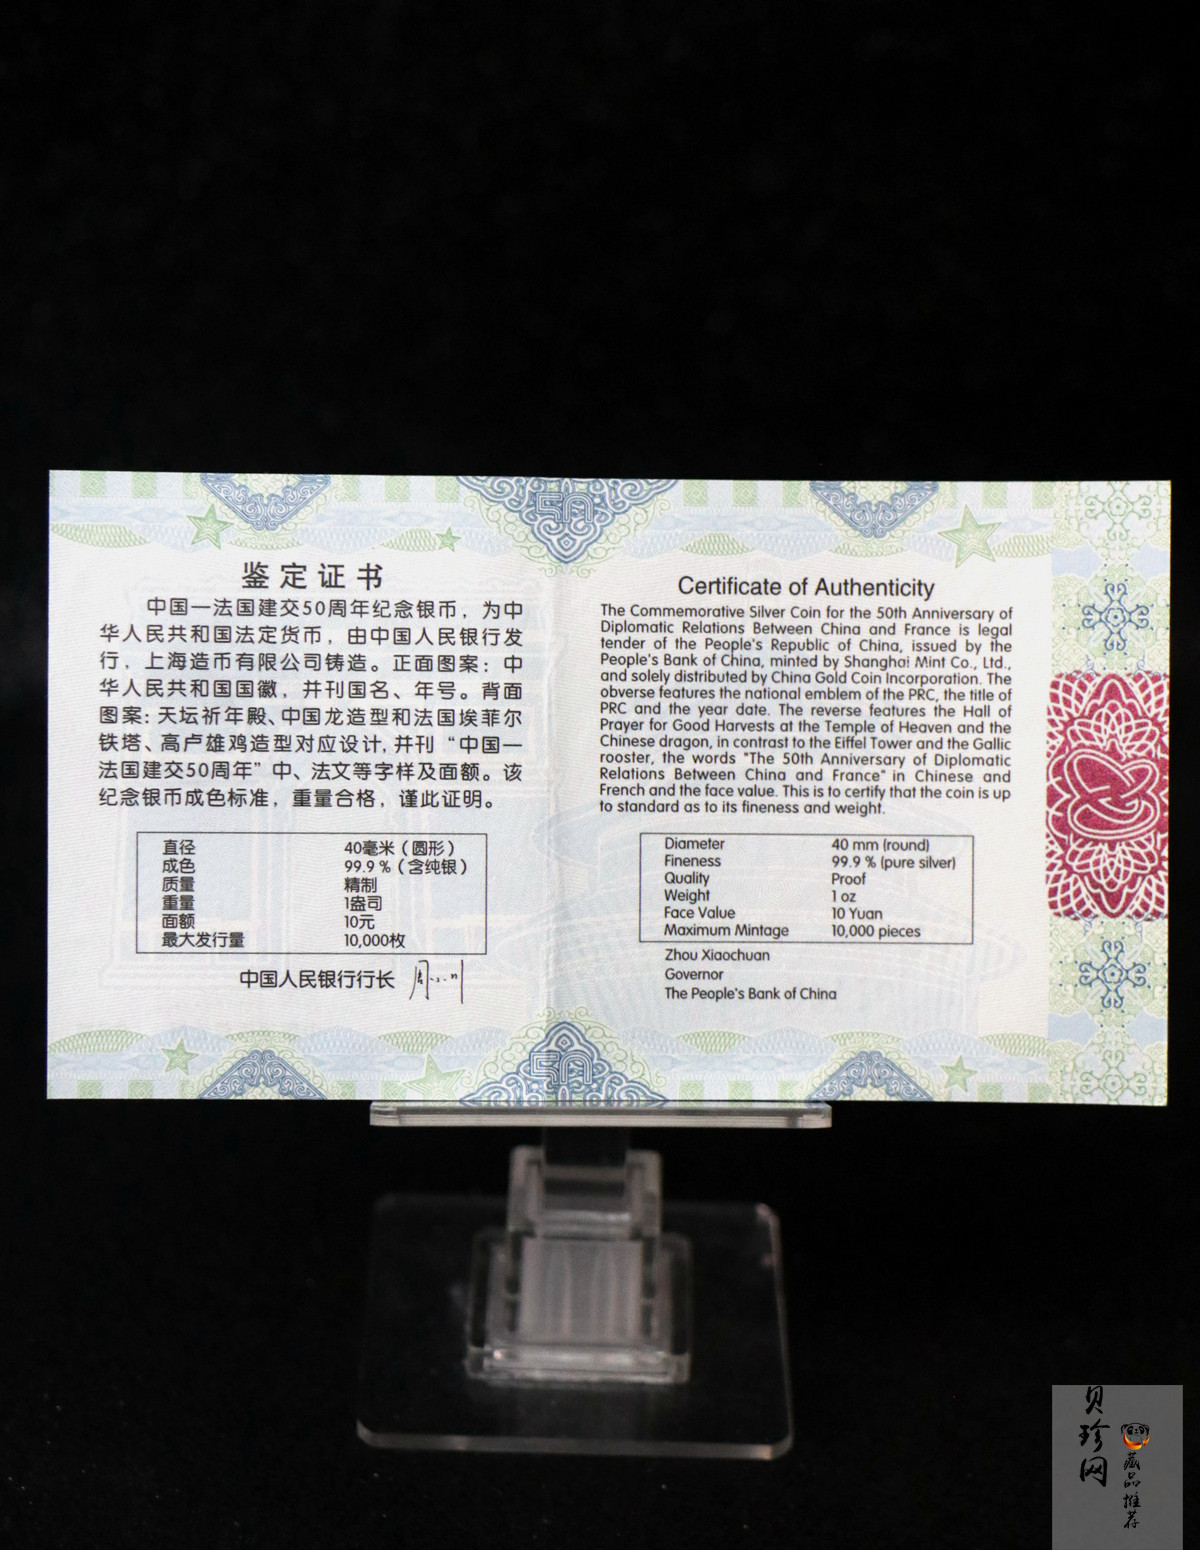 鉴定证书
中国一法国建交50周年纪念银币，为中
华人民共和国法定货币，由中国人民银行发
行，上海造币有限公司铸造。正面图案：中
华人民共和国国徽，并刊国名、年号。背面
图案：天坛祈年殿、中国龙造型和法国埃菲尔
铁塔、高卢雄鸡造型对应设计，并刊“中国一
法国建交50周年”中、法文等字样及面额。该
纪念银币成色标准，重量合格，谨此证明。
直径 40毫米（圆形）
成色 99.9％（含纯银）
质量 精制
重量 1盎司
面额 10元
最大发行量 10,000枚
中国人民银行行长
Certificate of Authenticity
The Commemorative Silver Coin for the 50th Anniversary of
Diplomatic Relations Between China and France is legal
tender of the People's Republic of China, issued by the
People's Bank of China, minted by Shanghai Mint Co., Ltd.,
and solely distributed by China Gold Coin Incorporation. The
obverse features the national emblem of the PRC, the title of
PRC and the year date. The reverse features the Hall of
Prayer for Good Harvests at the Temple of Heaven and the
Chinese dragon, in contrast to the Eiffel Tower and the Gallic
rooster, the words "The 50th Anniversary of Diplomatic
Relations Between China and France" in Chinese and
French and the face value. This is to certify that the coin is up
to standard as to its fineness and weight.
Diameter 40 mm (round)
Fineness 99.9 % (pure silver)
Quality Proof
Weight 1 oz
Face Value 10 Yuan
Maximum Mintage 10,000 pieces
Zhou Xiaochuan
Governor
The People's Bank of China
50
50
贝珍网
藏品推荐